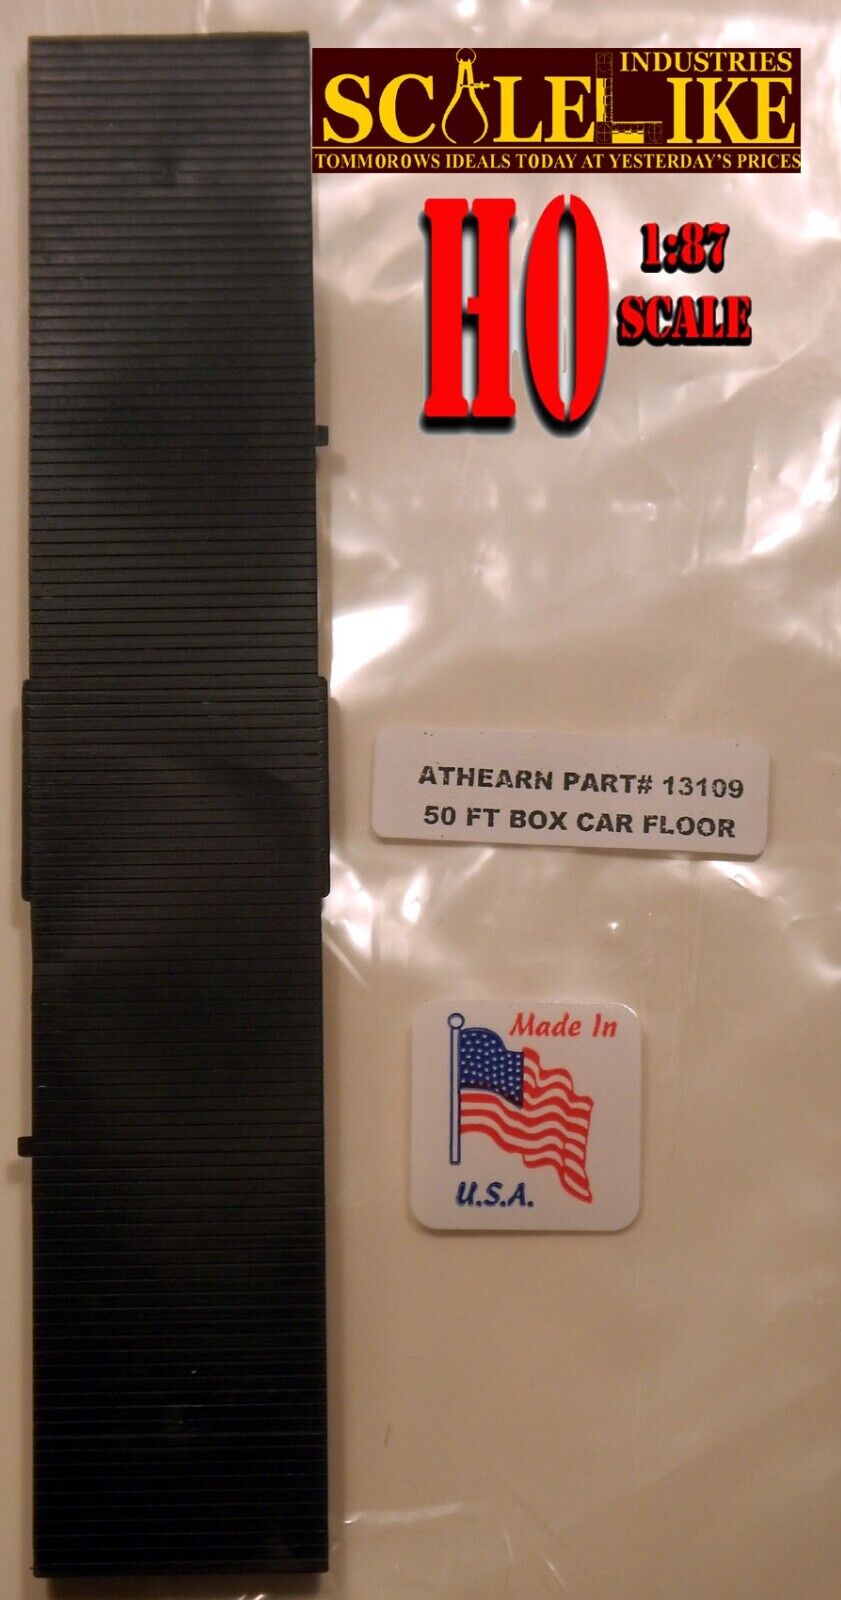 INDUSTRIES
SCALELIKE
TOMMOROWS IDEALS TODAY AT YESTERDAY'S PRICES
HO
1:87
SCALE
ATHEARN PART# 13109
50 FT BOX CAR FLOOR
Made In
U.S.A.